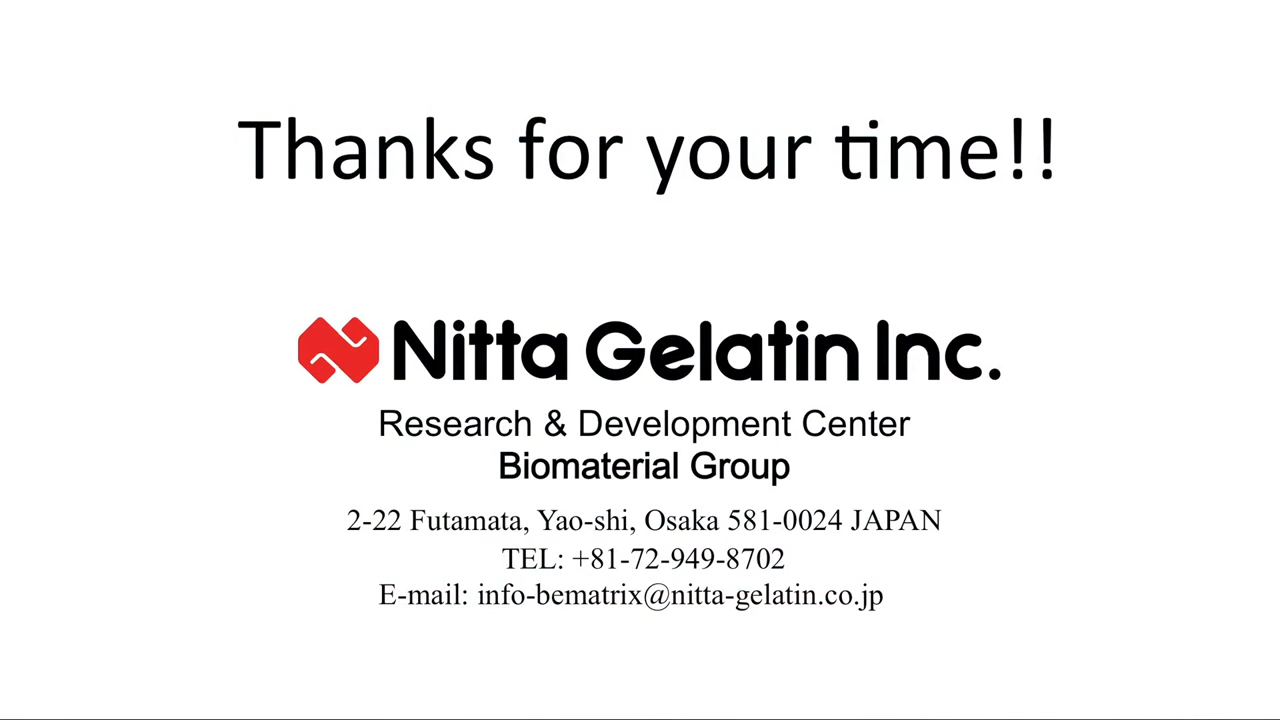 Thanks for your time!!
Nitta Gelatin Inc.
Research & Development Center
Biomaterial Group
2-22 Futamata, Yao-shi, Osaka 581-0024 JAPAN
TEL: +81-72-949-8702
E-mail: info-bematrix@nitta-gelatin.co.jp